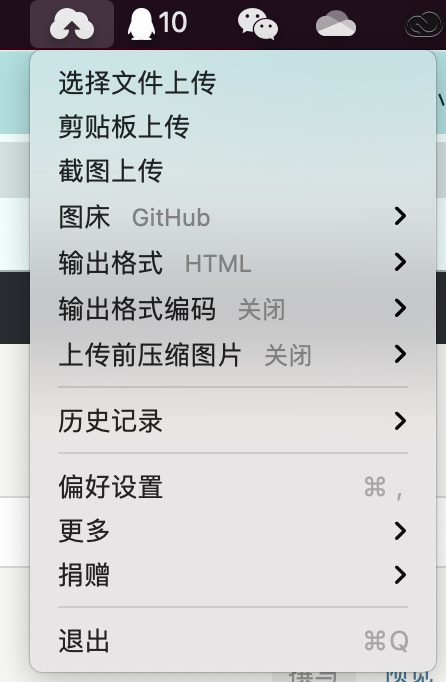 10
选择文件上传
剪贴板上传
截图上传
图床 GitHub
输出格式 HTML
输出格式编码 关闭
上传前压缩图片 关闭
历史记录
偏好设置 ⌘ ,
更多
捐赠
退出 ⌘Q